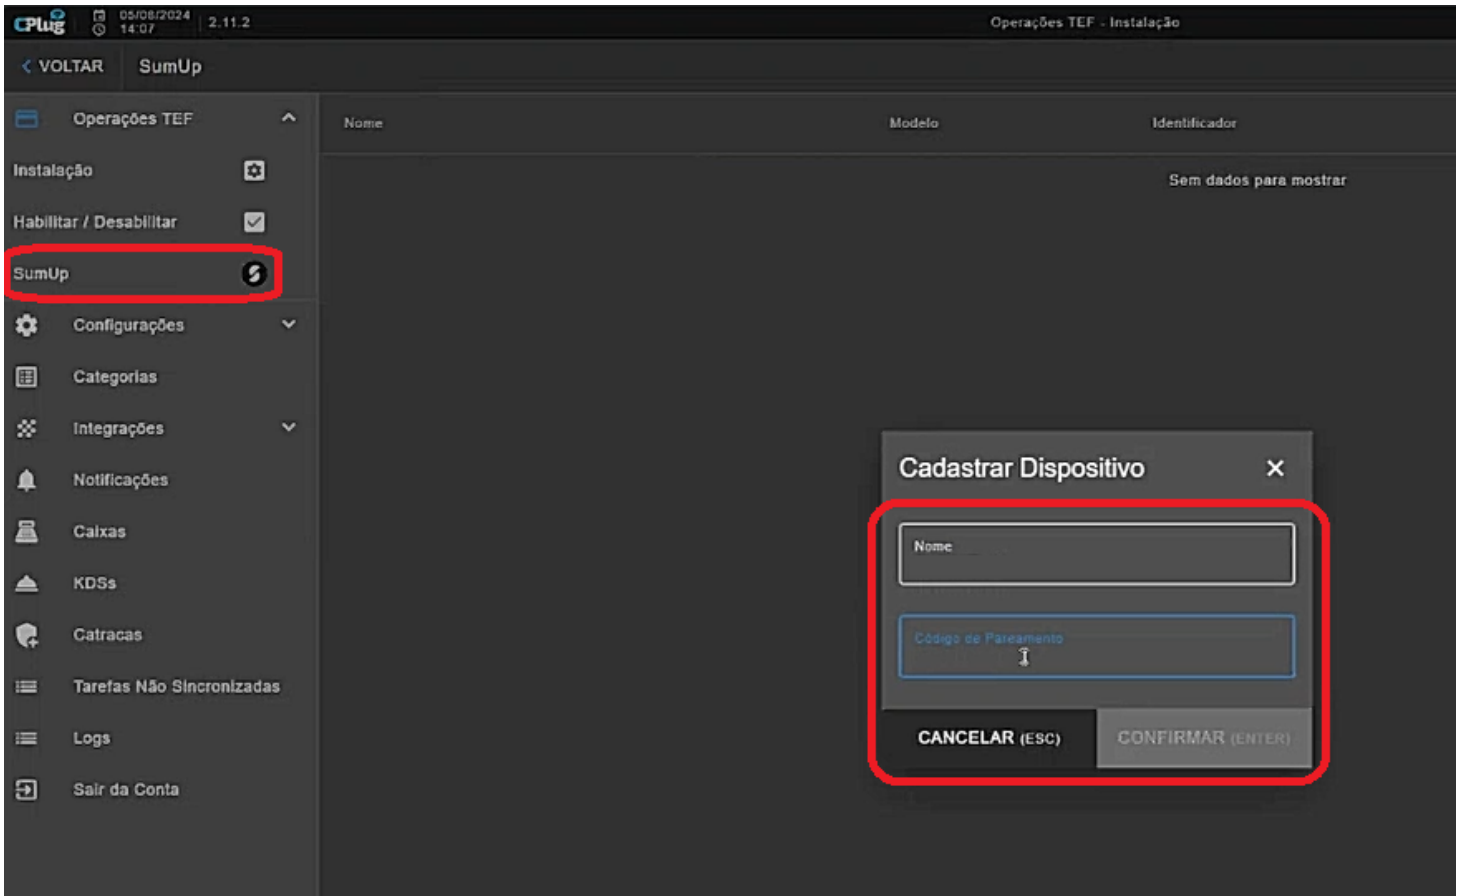 CPlug 05/08/2024 14:07 2.11.2 Operações TEF - Instalação
VOLTAR SumUp
Operações TEF
Nome Modelo Identificador
Instalação
Sem dados para mostrar
Habilitar / Desabilitar
SumUp
Configurações
Categorias
Integrações
Notificações
Caixas
KDSs
Catracas
Tarefas Não Sincronizadas
Logs
Sair da Conta
Cadastrar Dispositivo
Nome
Código de Pareamento
CANCELAR (ESC) CONFIRMAR (ENTER)